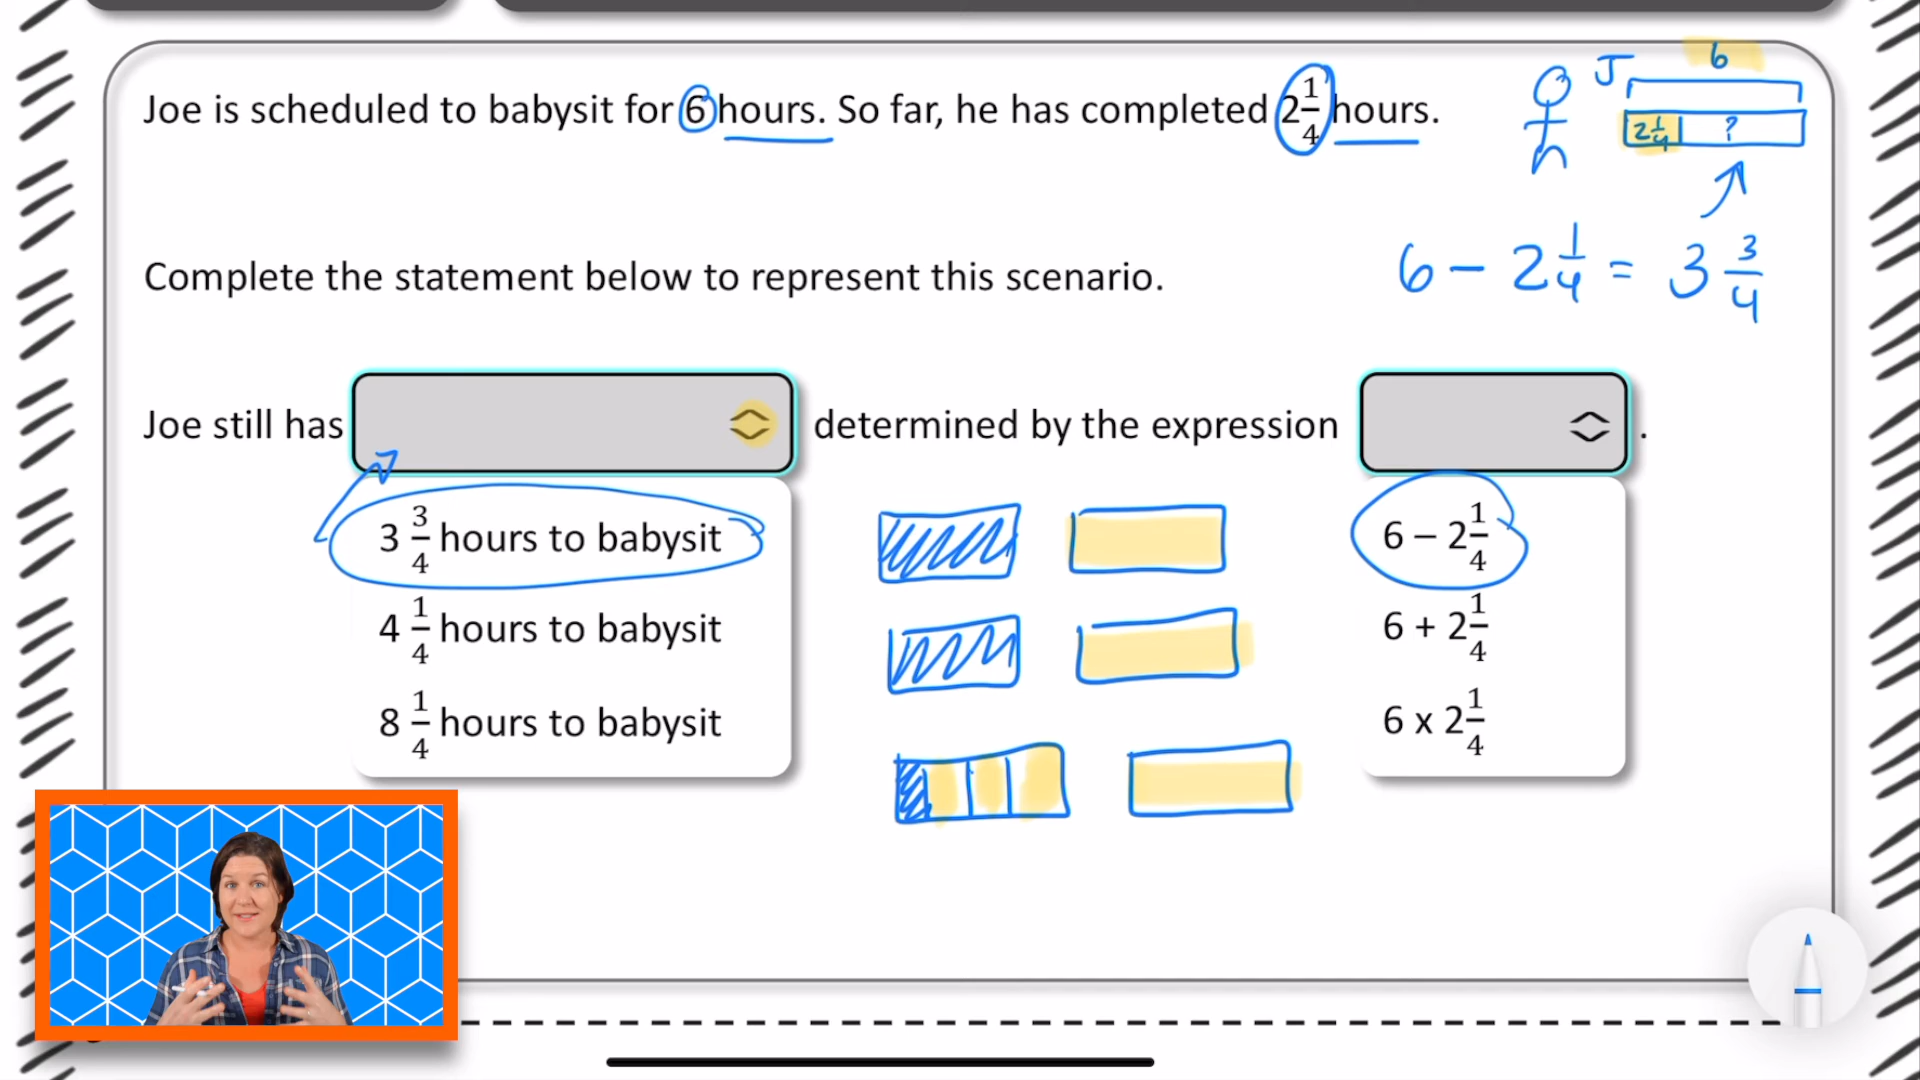 J 6
Joe is scheduled to babysit for 6 hours. So far, he has completed 2 1/4 hours.
2 1/4 ?
Complete the statement below to represent this scenario.
6 − 2 1/4 = 3 3/4
Joe still has determined by the expression .
3 3/4 hours to babysit
6 − 2 1/4
4 1/4 hours to babysit
6 + 2 1/4
8 1/4 hours to babysit
6 x 2 1/4